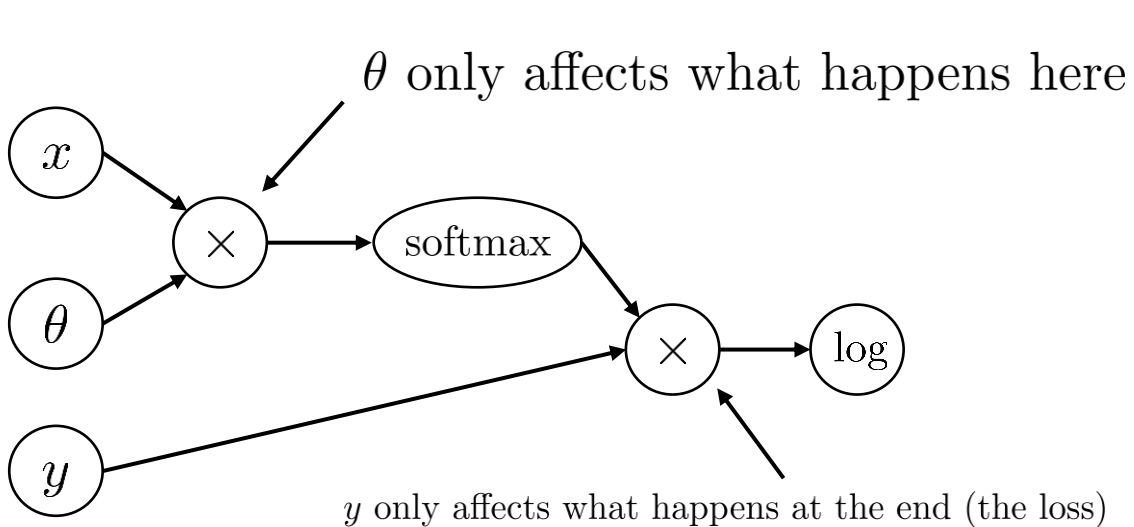 θ only affects what happens here
x
×
softmax
θ
×
log
y
y only affects what happens at the end (the loss)